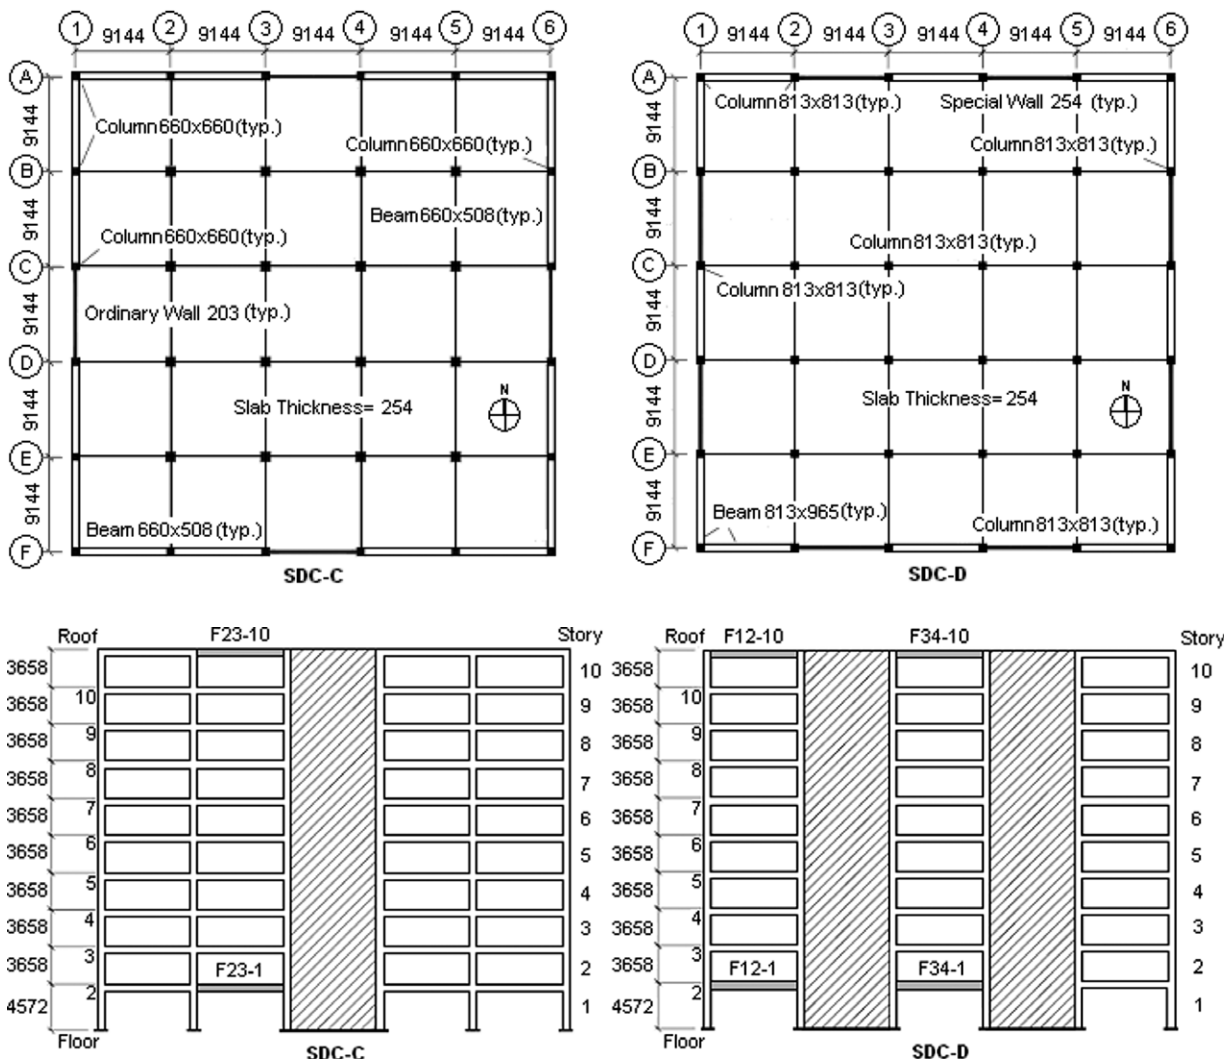 1 2 3 4 5 6
9144 9144 9144 9144 9144
A
B
C
D
E
F
9144
9144
9144
9144
9144
Column 660x660 (typ.)
Column 660x660 (typ.)
Beam 660x508 (typ.)
Column 660x660 (typ.)
Ordinary Wall 203 (typ.)
N
Slab Thickness= 254
Beam 660x508 (typ.)
SDC-C
1 2 3 4 5 6
9144 9144 9144 9144 9144
A
B
C
D
E
F
9144
9144
9144
9144
9144
Column 813x813 (typ.) Special Wall 254 (typ.)
Column 813x813 (typ.)
Column 813x813 (typ.)
Column 813x813 (typ.)
N
Slab Thickness= 254
Beam 813x965 (typ.)
Column 813x813 (typ.)
SDC-D
Roof F23-10 Story
3658 10
10
3658 9
9
3658 8
8
3658 7
7
3658 6
6
3658 5
5
3658 4
4
3658 3
3
3658 F23-1 2
2
4572 1
Floor
SDC-C
Roof F12-10 F34-10 Story
3658 10
10
3658 9
9
3658 8
8
3658 7
7
3658 6
6
3658 5
5
3658 4
4
3658 3
3
3658 F12-1 F34-1 2
2
4572 1
Floor
SDC-D